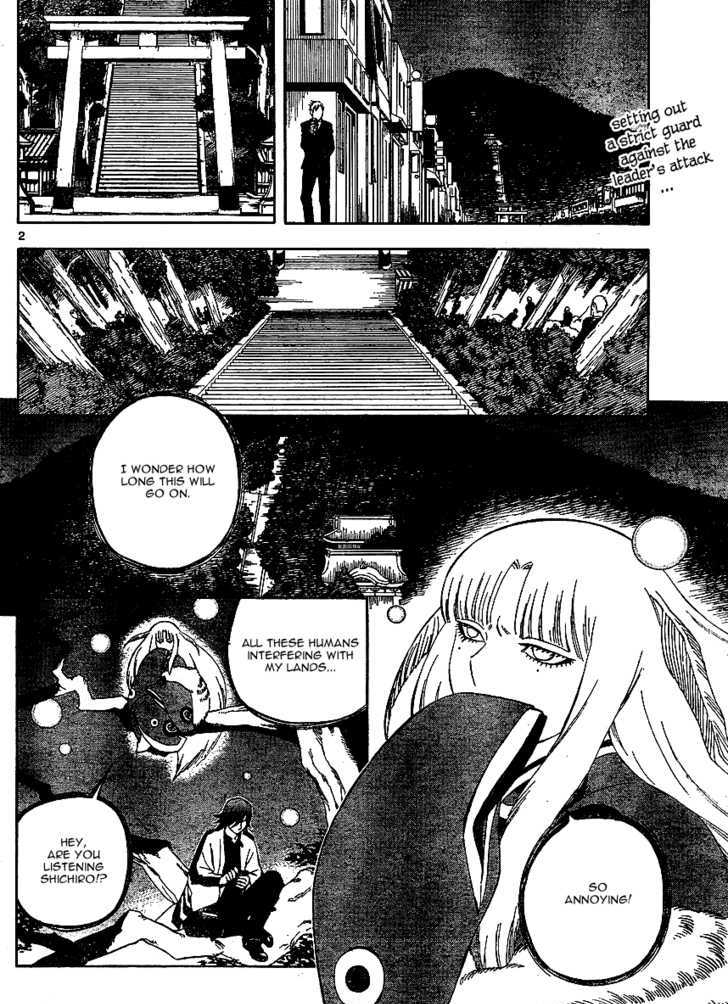 setting out
a strict guard
against the
leader's attack
...
2
I WONDER HOW
LONG THIS WILL
GO ON.
ALL THESE HUMANS
INTERFERING WITH
MY LANDS...
HEY,
ARE YOU
LISTENING
SHICHIRO!?
SO
ANNOYING!